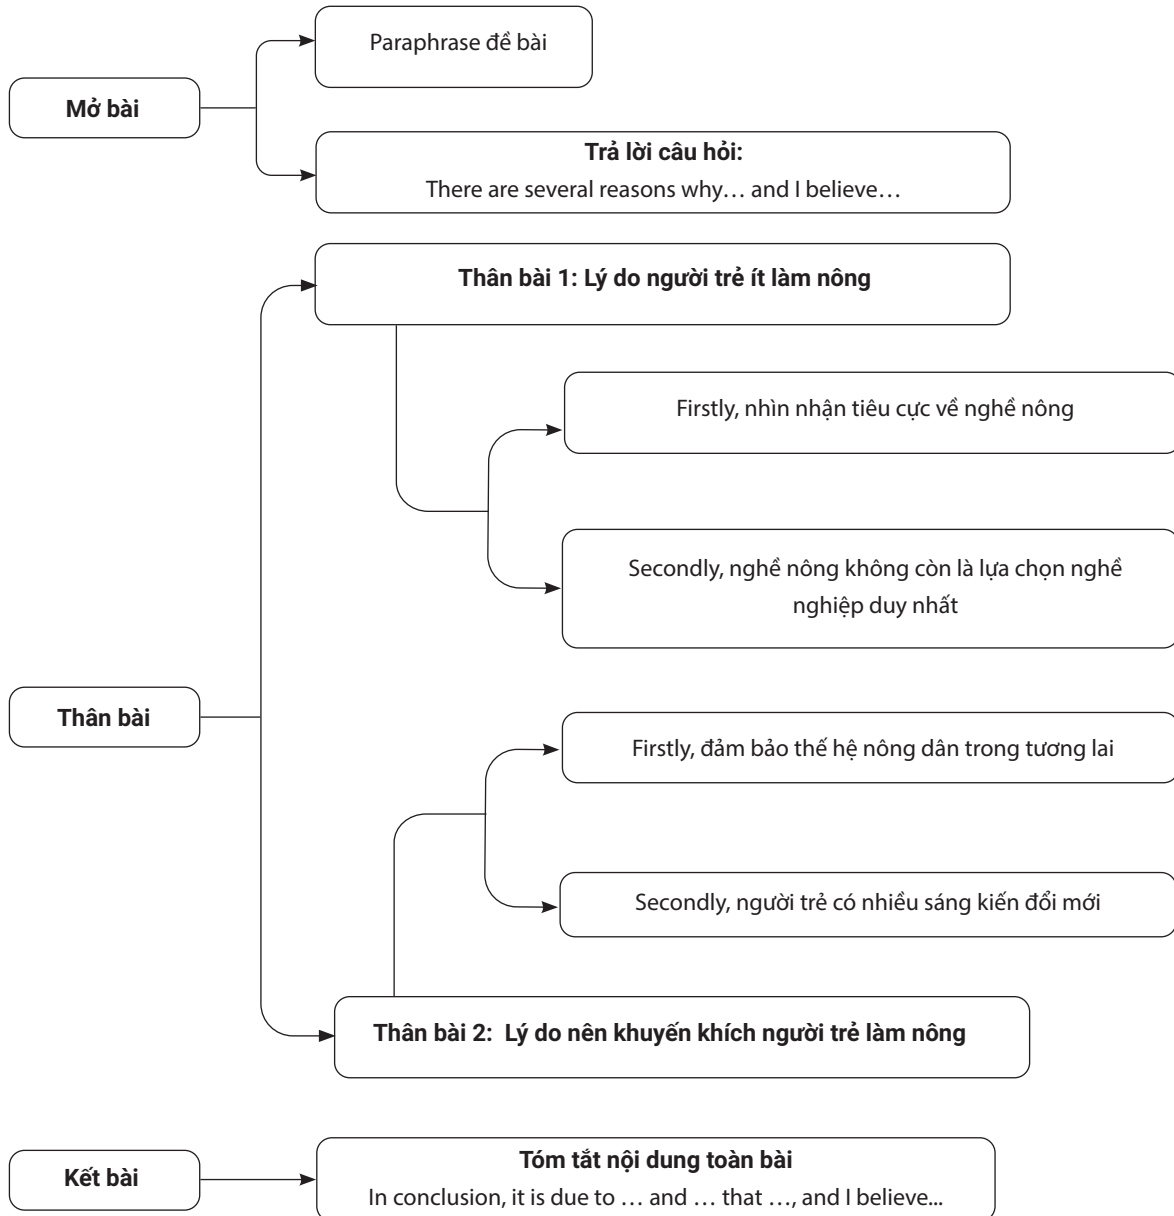 Mở bài
Paraphrase đề bài
Trả lời câu hỏi:
There are several reasons why… and I believe…
Thân bài
Thân bài 1: Lý do người trẻ ít làm nông
Firstly, nhìn nhận tiêu cực về nghề nông
Secondly, nghề nông không còn là lựa chọn nghề
nghiệp duy nhất
Firstly, đảm bảo thế hệ nông dân trong tương lai
Secondly, người trẻ có nhiều sáng kiến đổi mới
Thân bài 2: Lý do nên khuyến khích người trẻ làm nông
Kết bài
Tóm tắt nội dung toàn bài
In conclusion, it is due to … and … that …, and I believe...